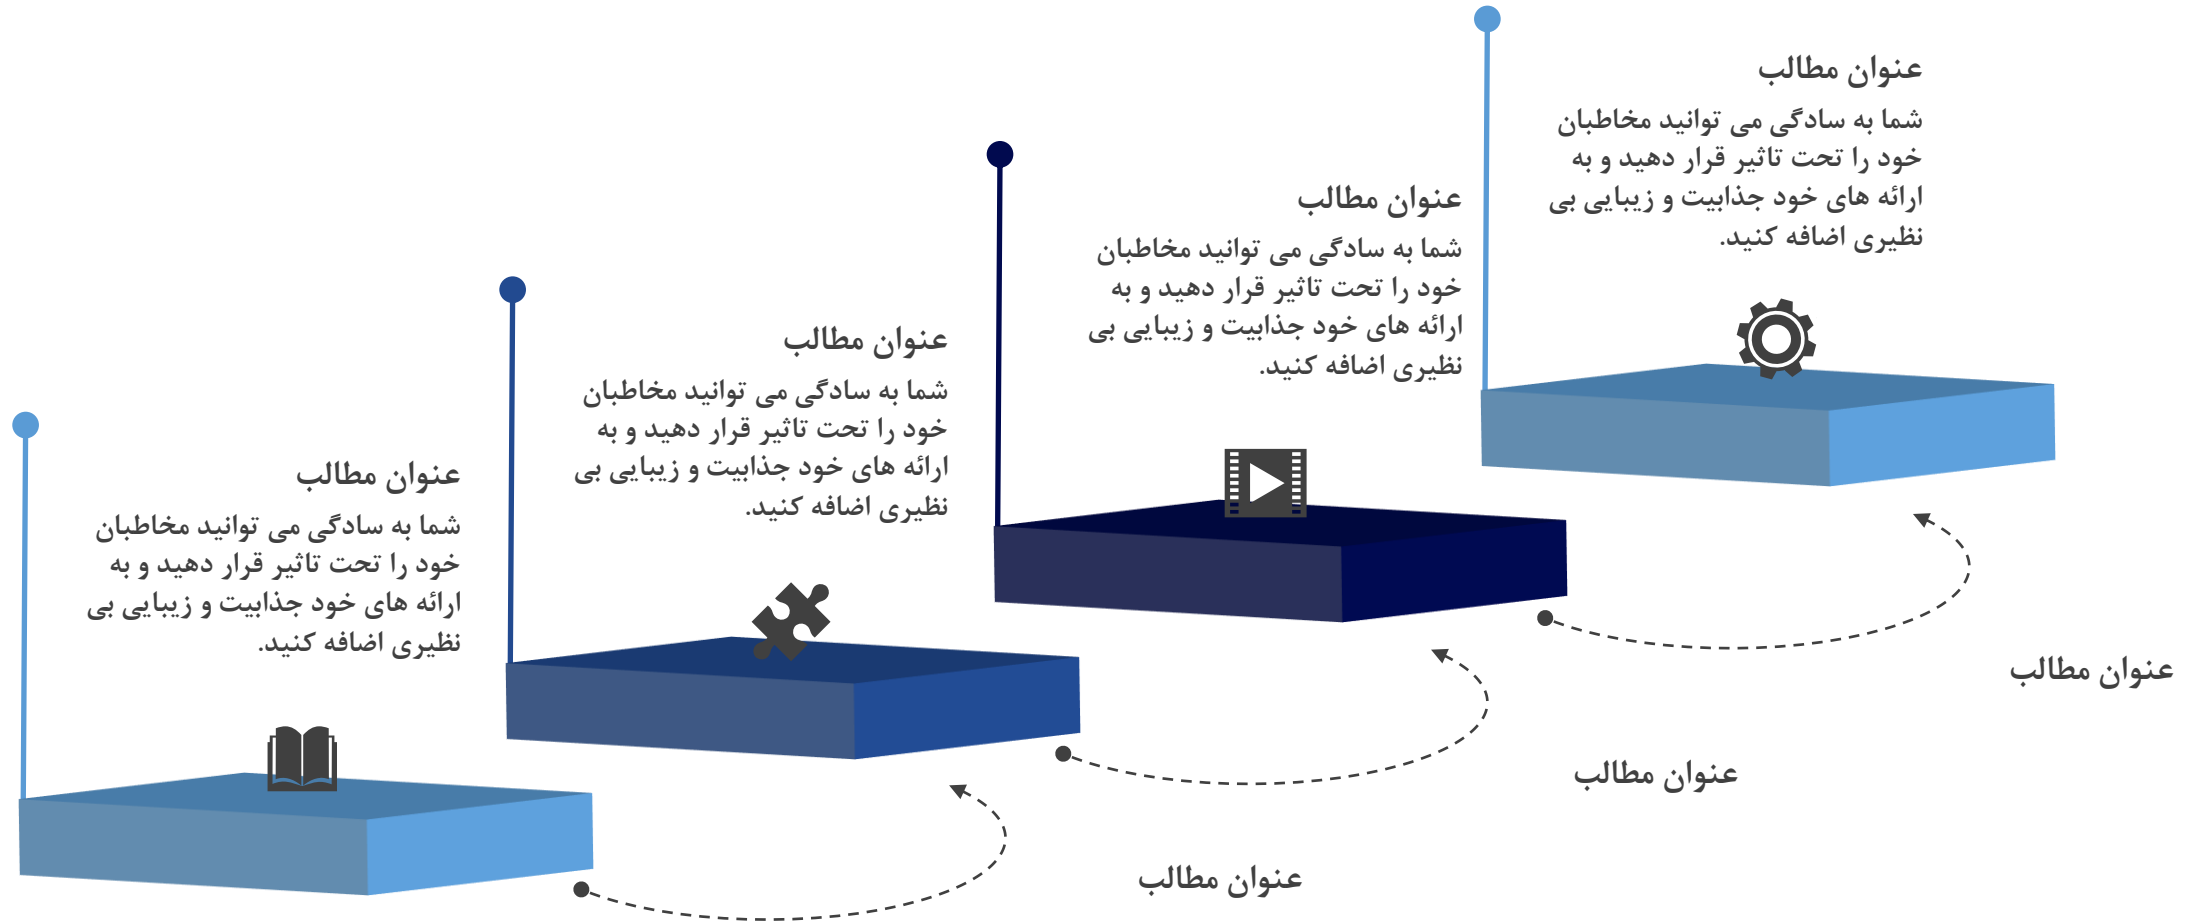 عنوان مطالب
شما به سادگی می توانید مخاطبان
خود را تحت تاثیر قرار دهید و به
ارائه های خود جذابیت و زیبایی بی
نظیری اضافه کنید.
عنوان مطالب
شما به سادگی می توانید مخاطبان
خود را تحت تاثیر قرار دهید و به
ارائه های خود جذابیت و زیبایی بی
نظیری اضافه کنید.
عنوان مطالب
شما به سادگی می توانید مخاطبان
خود را تحت تاثیر قرار دهید و به
ارائه های خود جذابیت و زیبایی بی
نظیری اضافه کنید.
عنوان مطالب
شما به سادگی می توانید مخاطبان
خود را تحت تاثیر قرار دهید و به
ارائه های خود جذابیت و زیبایی بی
نظیری اضافه کنید.
عنوان مطالب
عنوان مطالب
عنوان مطالب